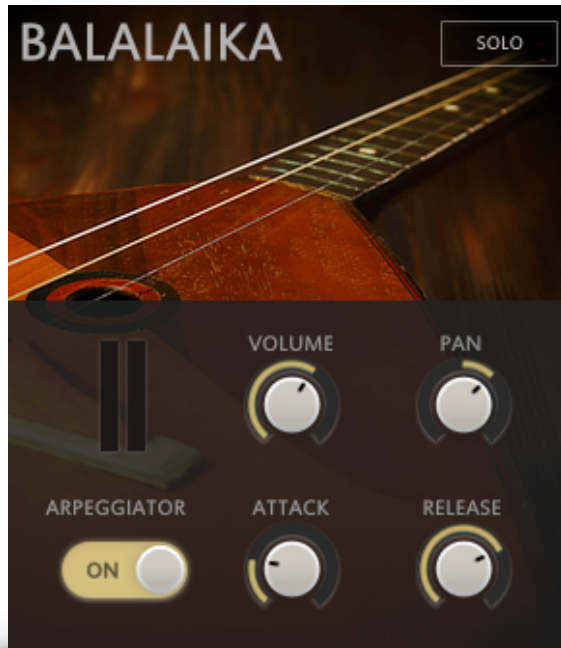 BALALAIKA
SOLO
VOLUME
PAN
ARPEGGIATOR
ATTACK
RELEASE
ON